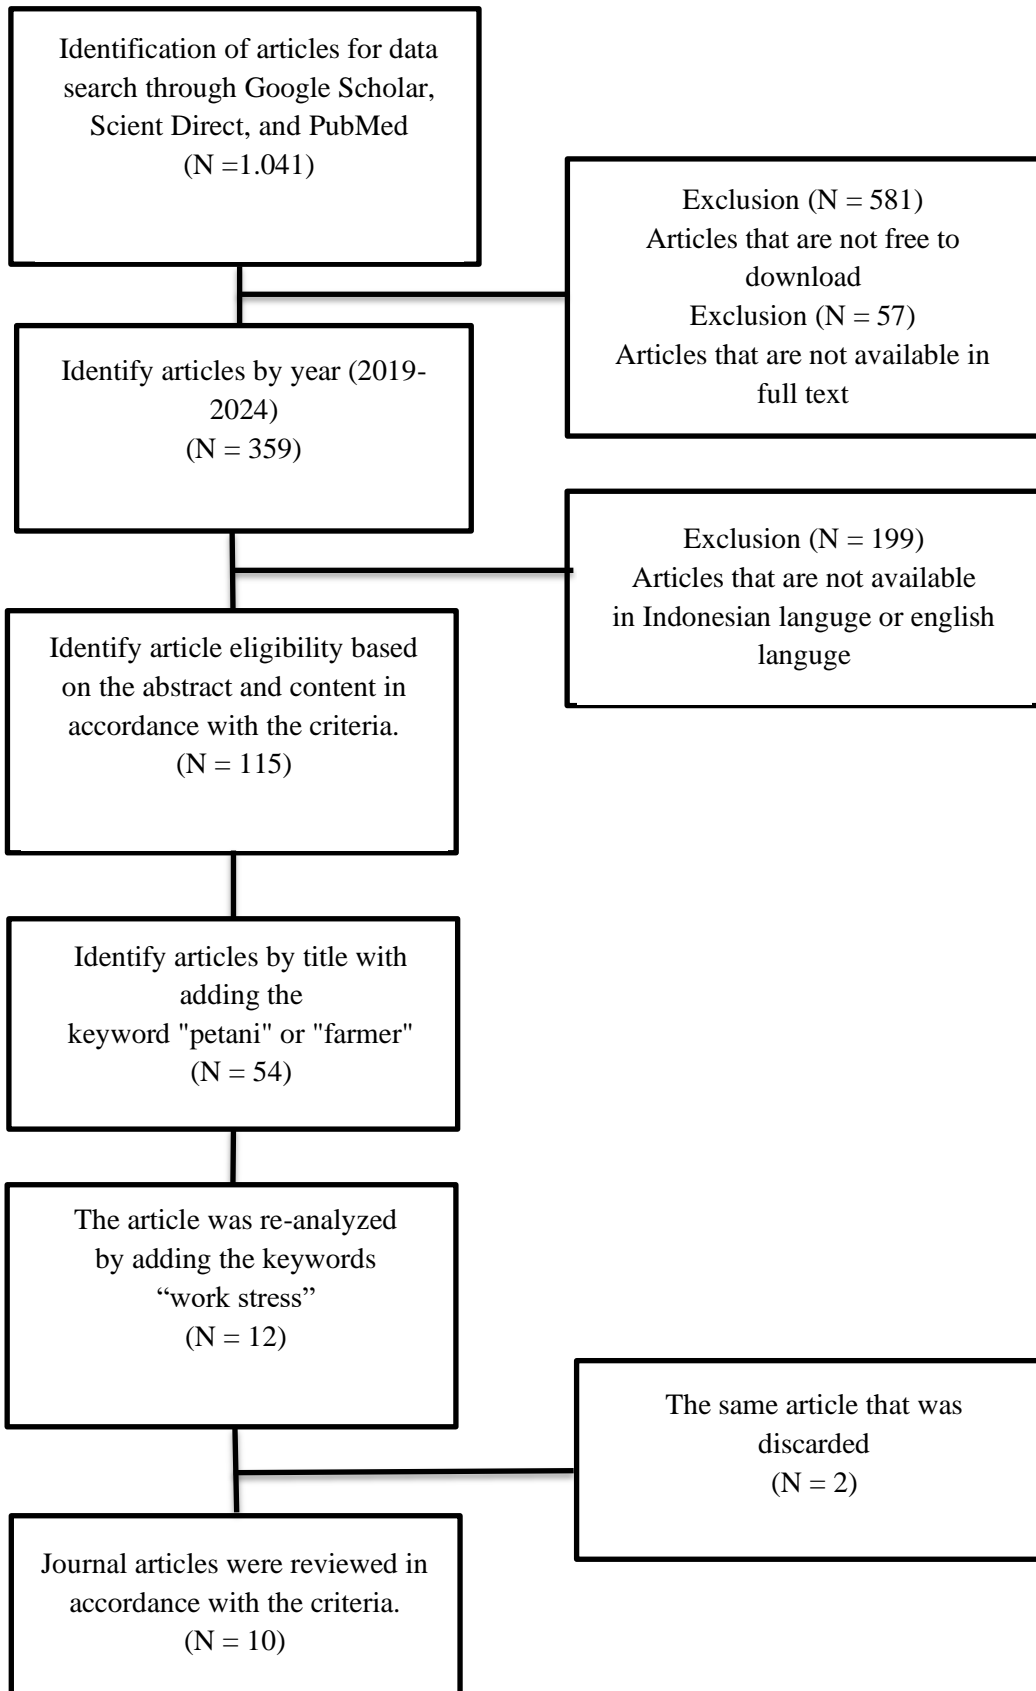 Identification of articles for data
search through Google Scholar,
Scient Direct, and PubMed
(N =1.041)
Exclusion (N = 581)
Articles that are not free to
download
Exclusion (N = 57)
Articles that are not available in
full text
Identify articles by year (2019-
2024)
(N = 359)
Exclusion (N = 199)
Articles that are not available
in Indonesian languge or english
languge
Identify article eligibility based
on the abstract and content in
accordance with the criteria.
(N = 115)
Identify articles by title with
adding the
keyword "petani" or "farmer"
(N = 54)
The article was re-analyzed
by adding the keywords
“work stress”
(N = 12)
The same article that was
discarded
(N = 2)
Journal articles were reviewed in
accordance with the criteria.
(N = 10)